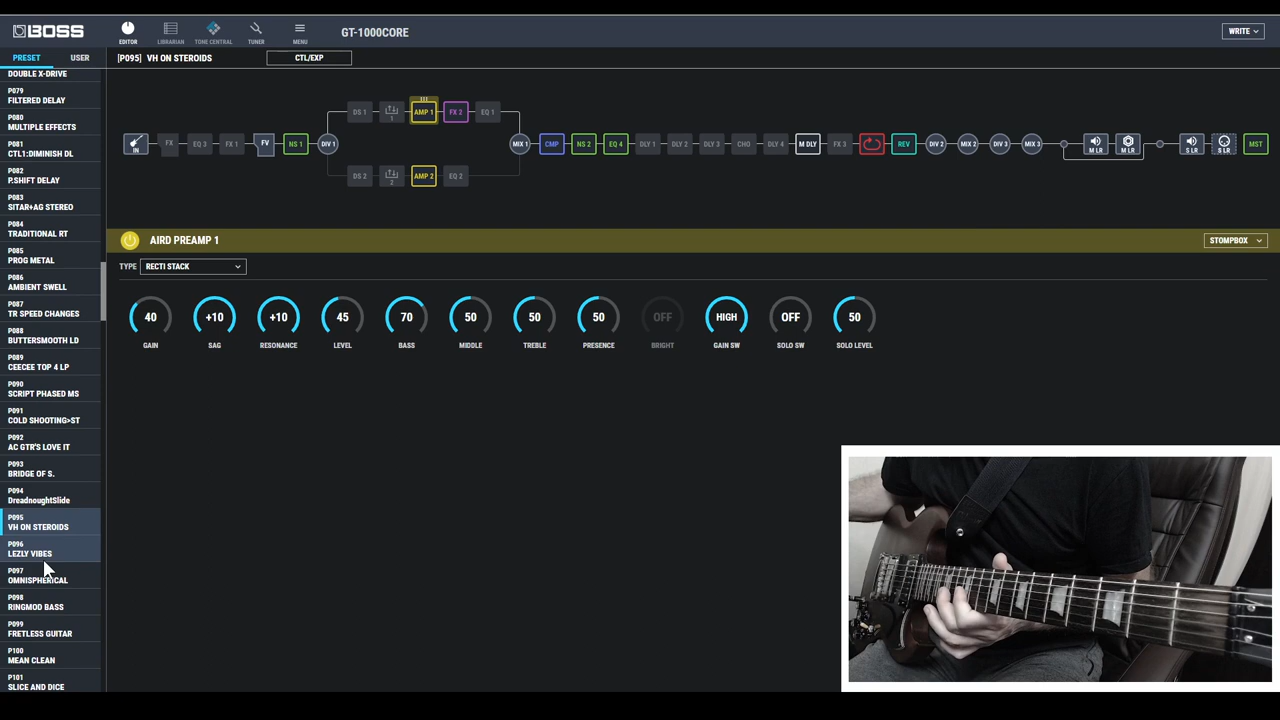 BOSS
EDITOR
LIBRARIAN
TONE CENTRAL
TUNER
MENU
GT-1000CORE
WRITE
PRESET
USER
[P095] VH ON STEROIDS
CTL/EXP
DOUBLE X-DRIVE
P079
FILTERED DELAY
P080
MULTIPLE EFFECTS
P081
CTL1:DIMINISH DL
P082
P.SHIFT DELAY
P083
SITAR+AG STEREO
P084
TRADITIONAL RT
P085
PROG METAL
P086
AMBIENT SWELL
P087
TR SPEED CHANGES
P088
BUTTERSMOOTH LD
P089
CEECEE TOP 4 LP
P090
SCRIPT PHASED MS
P091
COLD SHOOTING>ST
P092
AC GTR'S LOVE IT
P093
BRIDGE OF S.
P094
DreadnoughtSlide
P095
VH ON STEROIDS
P096
LEZLY VIBES
P097
OMNISPHERICAL
P098
RINGMOD BASS
P099
FRETLESS GUITAR
P100
MEAN CLEAN
P101
SLICE AND DICE
DS 1
1
AMP 1
FX 2
EQ 1
IN
FX
EQ 3
FX 1
FV
NS 1
DIV 1
MIX 1
CMP
NS 2
EQ 4
DLY 1
DLY 2
DLY 3
CHO
DLY 4
M DLY
FX 3
REV
DIV 2
MIX 2
DIV 3
MIX 3
M LR
M LR
S LR
S LR
MST
DS 2
2
AMP 2
EQ 2
AIRD PREAMP 1
STOMPBOX
TYPE
RECTI STACK
40
+10
+10
45
70
50
50
50
OFF
HIGH
OFF
50
GAIN
SAG
RESONANCE
LEVEL
BASS
MIDDLE
TREBLE
PRESENCE
BRIGHT
GAIN SW
SOLO SW
SOLO LEVEL